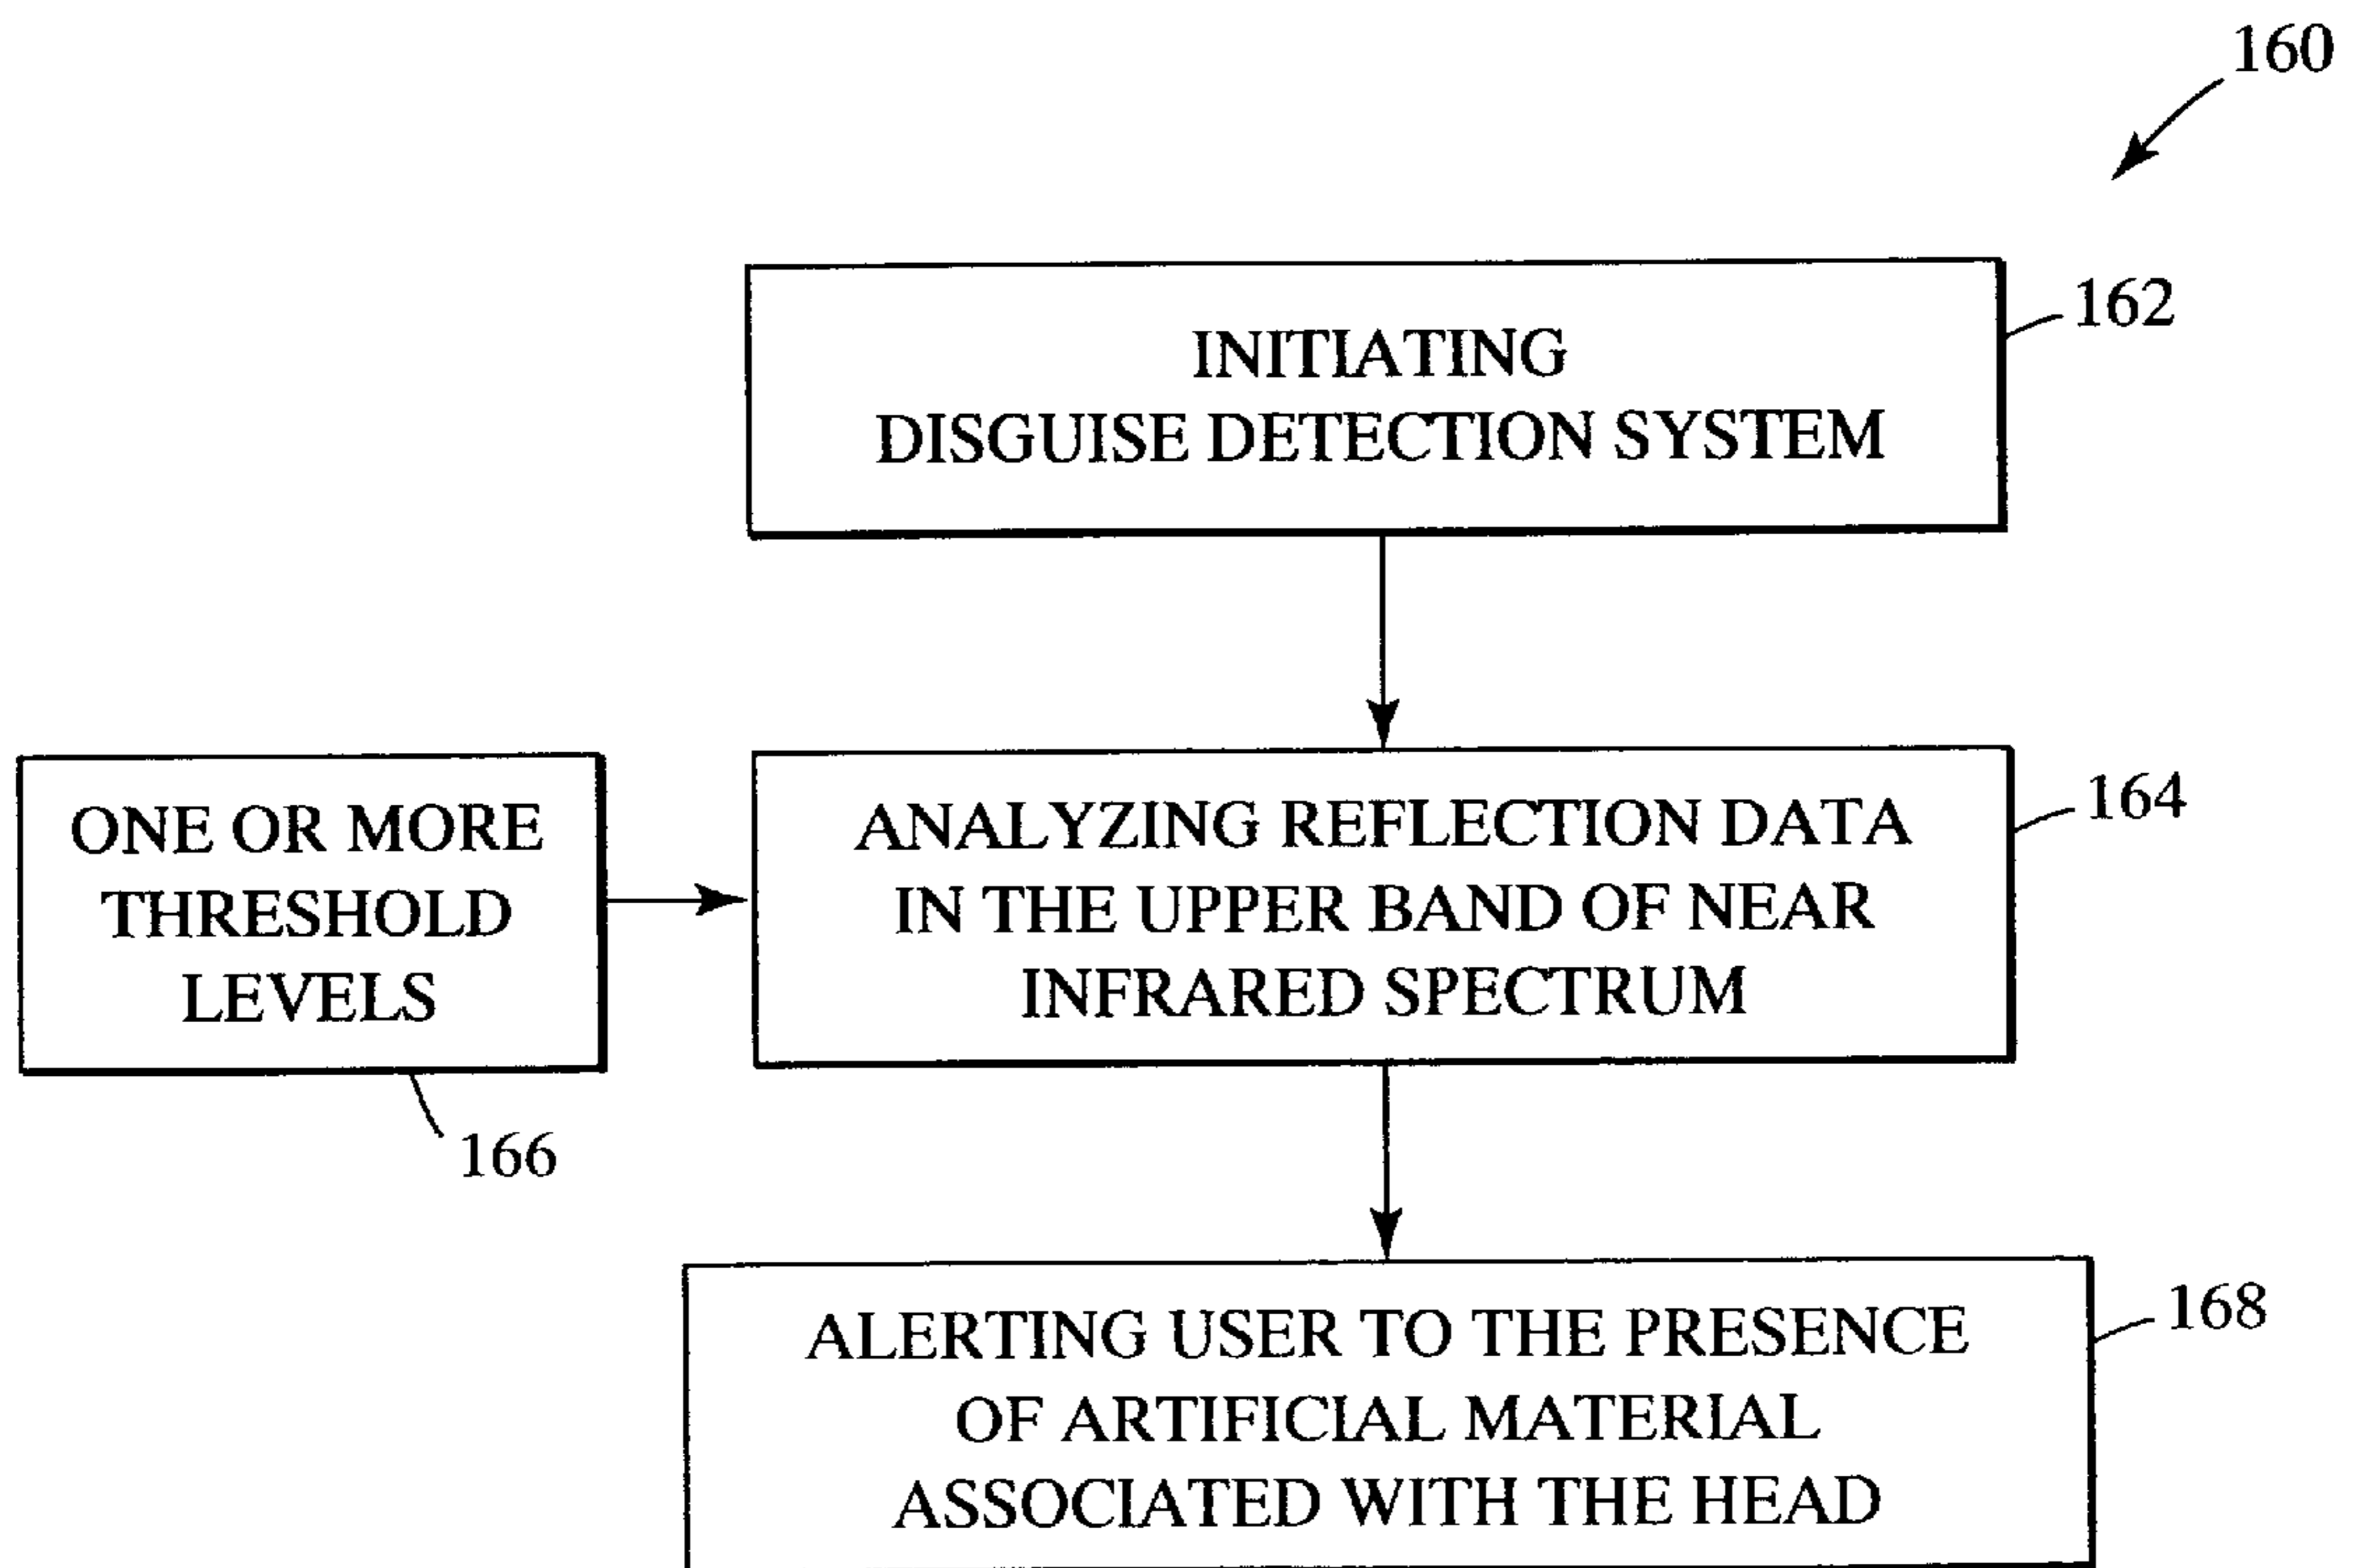 160
INITIATING
DISGUISE DETECTION SYSTEM
162
ONE OR MORE
THRESHOLD
LEVELS
166
ANALYZING REFLECTION DATA
IN THE UPPER BAND OF NEAR
INFRARED SPECTRUM
164
ALERTING USER TO THE PRESENCE
OF ARTIFICIAL MATERIAL
ASSOCIATED WITH THE HEAD
168